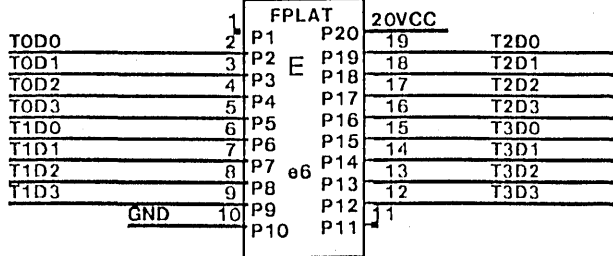 FPLAT
1 P1 P20 20VCC
T0D0 2 P2 P19 19 T2D0
T0D1 3 P3 P18 18 T2D1
T0D2 4 P4 P17 17 T2D2
T0D3 5 P5 P16 16 T2D3
T1D0 6 P6 P15 15 T3D0
T1D1 7 P7 P14 14 T3D1
T1D2 8 P8 P13 13 T3D2
T1D3 9 P9 P12 12 T3D3
GND 10 P10 P11 11
E
e6